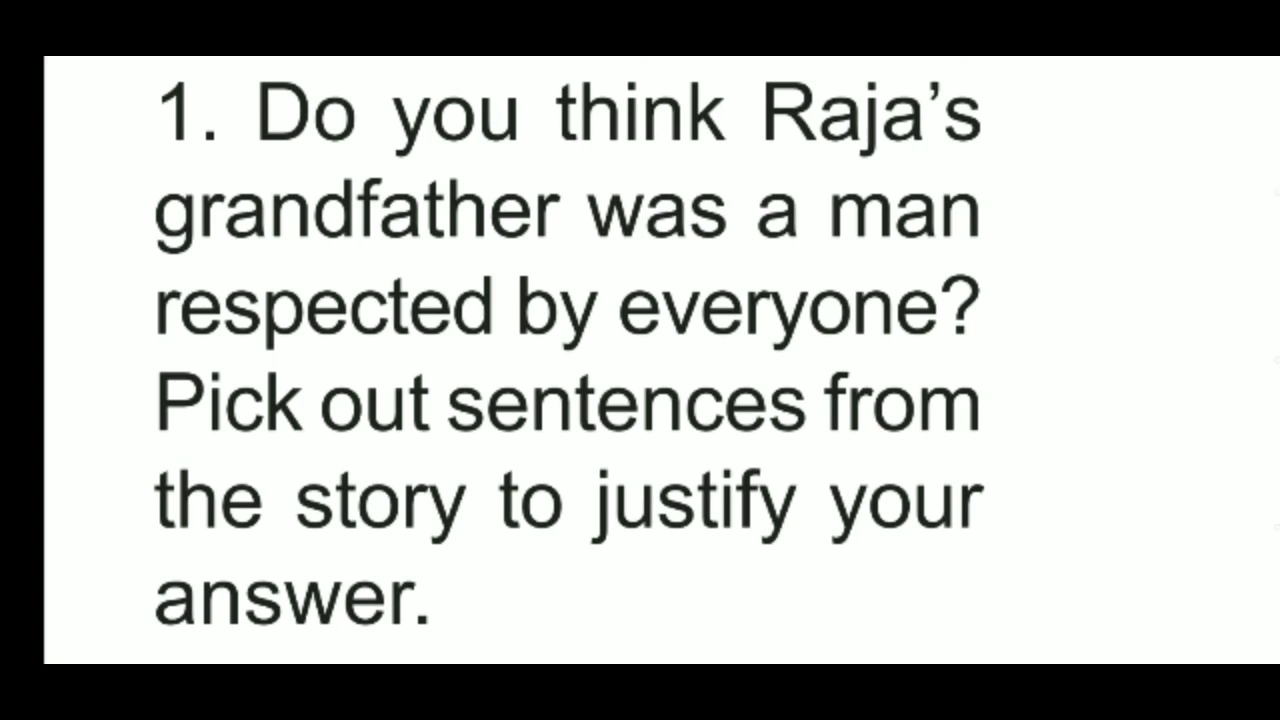 1. Do you think Raja’s
grandfather was a man
respected by everyone?
Pick out sentences from
the story to justify your
answer.